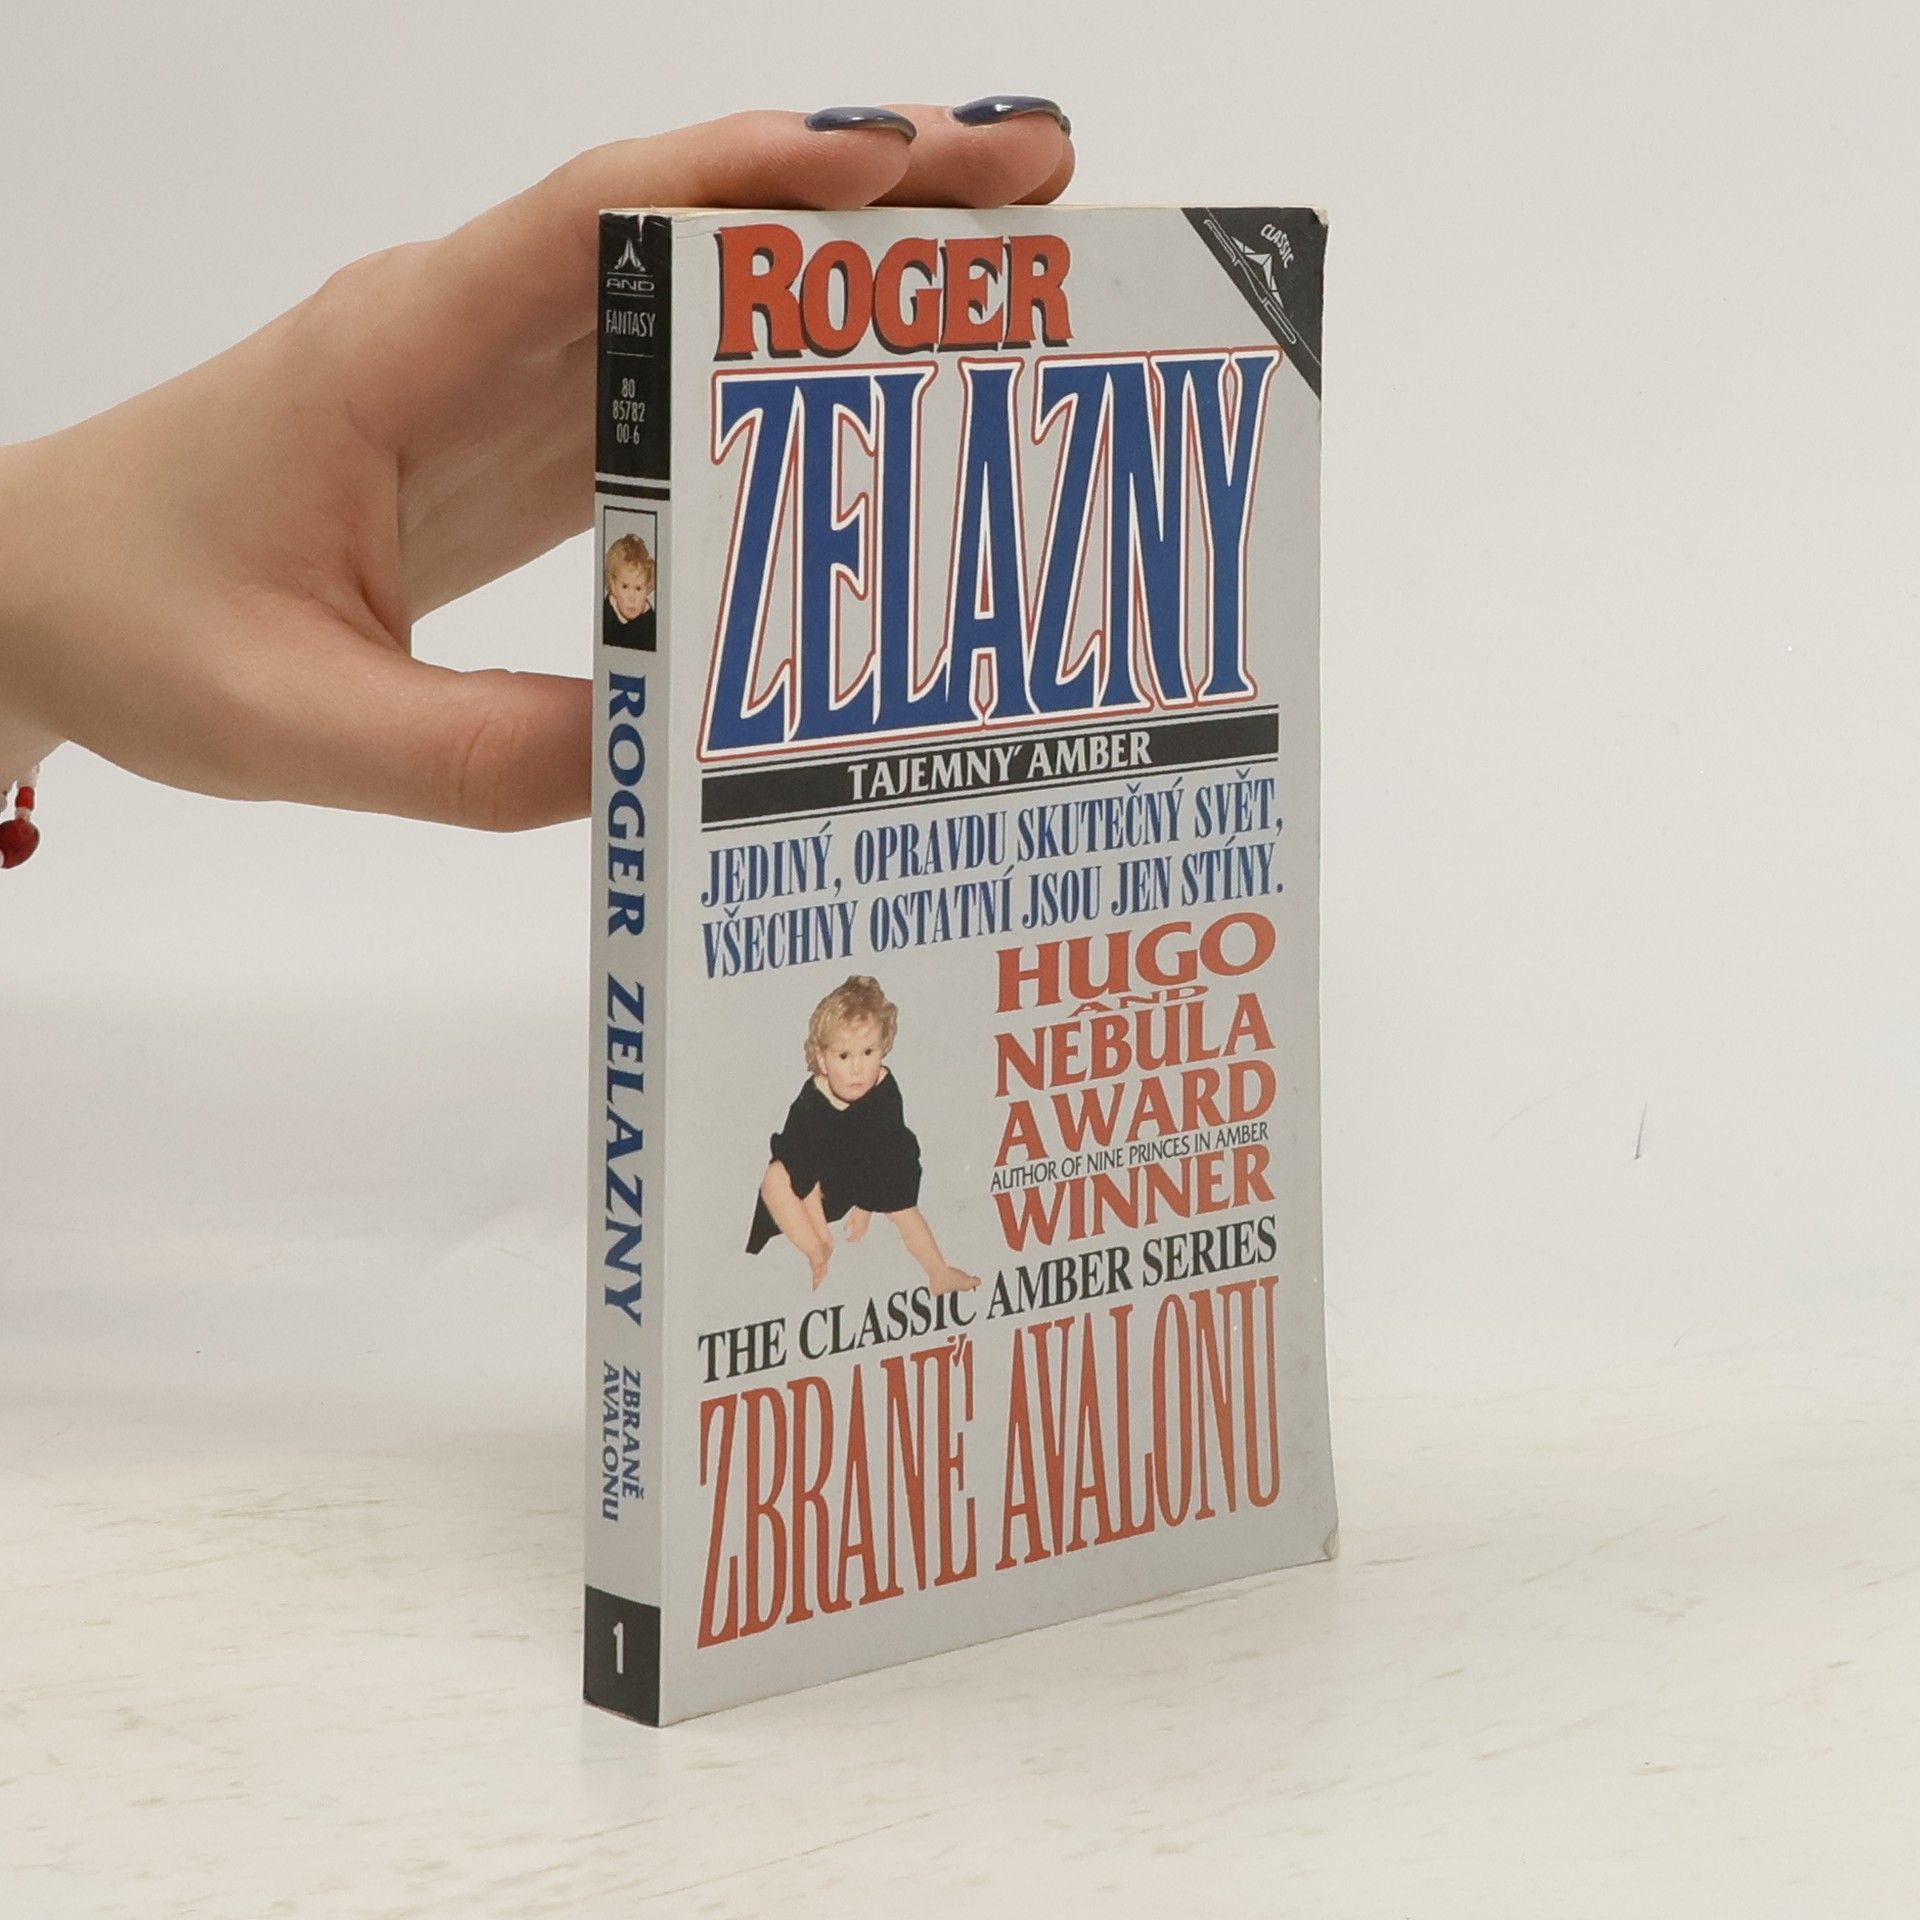 AND
FANTASY
80
85782
00-6
ROGER ZELAZNY
ZBRANĚ
AVALONU
1
CLASSIC
AND
ROGER
ZELAZNY
TAJEMNÝ AMBER
JEDINÝ, OPRAVDU SKUTEČNÝ SVĚT,
VŠECHNY OSTATNÍ JSOU JEN STÍNY.
HUGO
AND
NEBULA
AWARD
AUTHOR OF NINE PRINCES IN AMBER
WINNER
THE CLASSIC AMBER SERIES
ZBRANĚ AVALONU